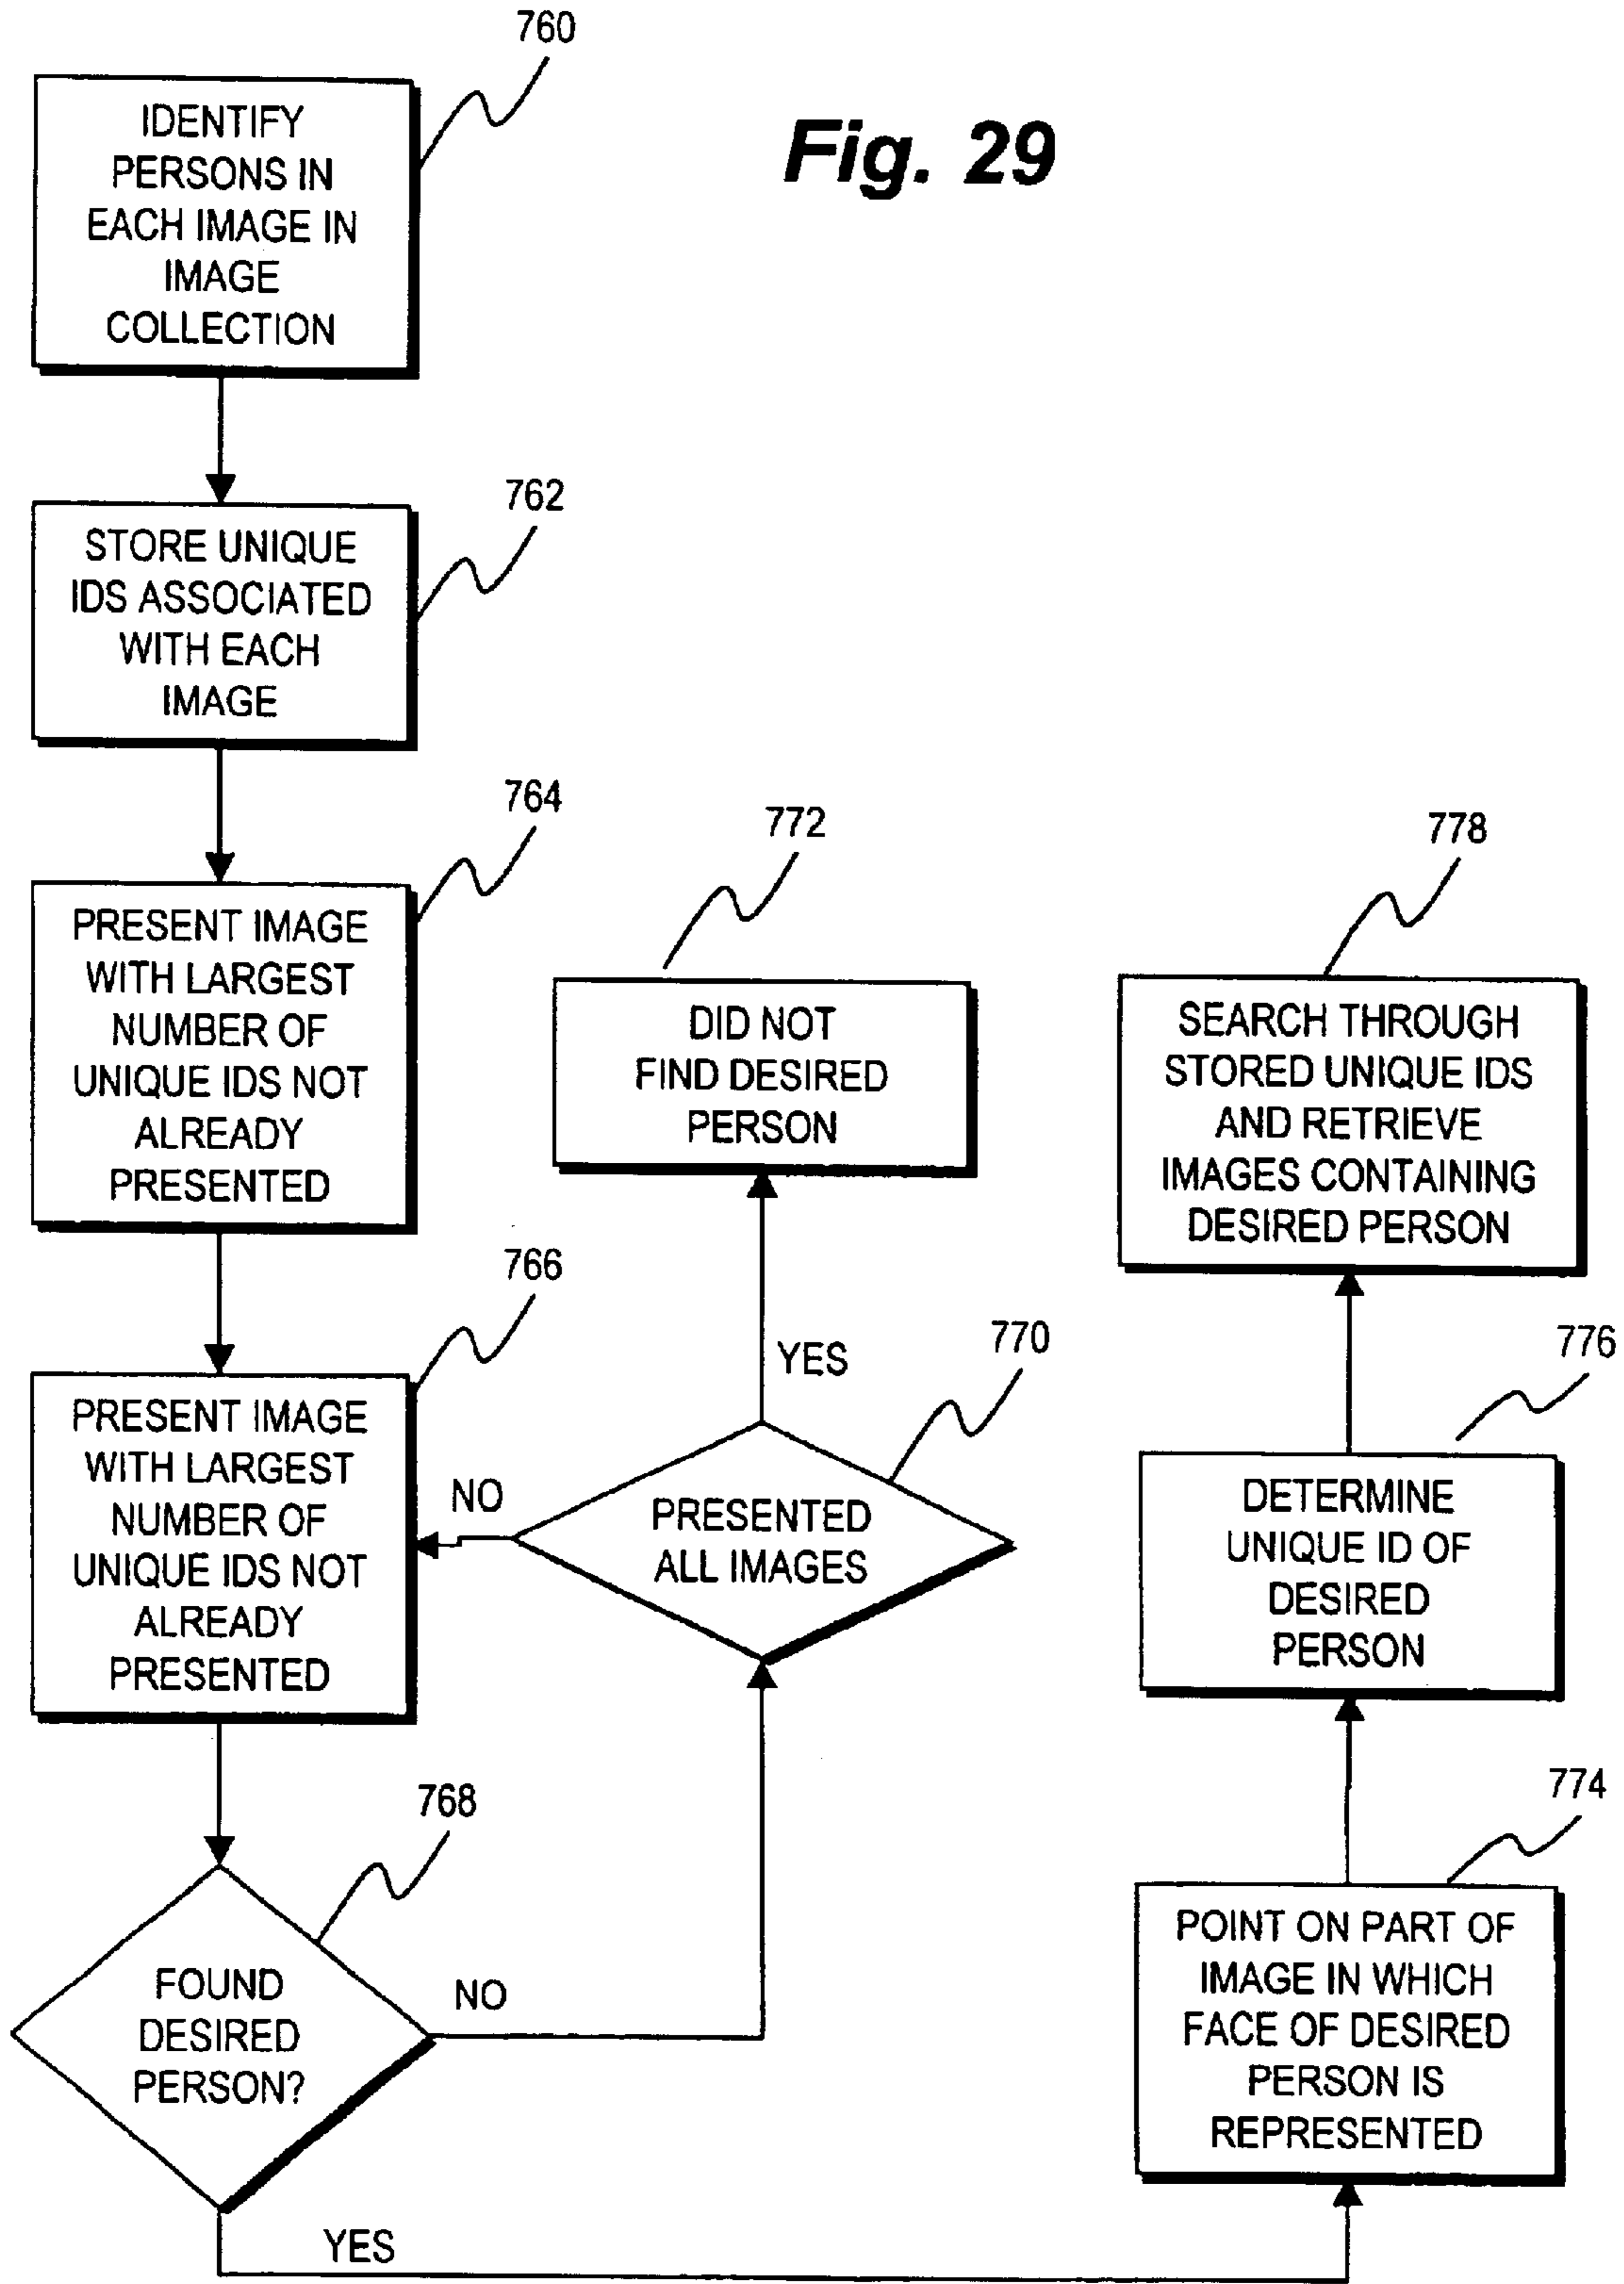 760
Fig. 29
IDENTIFY
PERSONS IN
EACH IMAGE IN
IMAGE
COLLECTION
762
STORE UNIQUE
IDS ASSOCIATED
WITH EACH
IMAGE
764
PRESENT IMAGE
WITH LARGEST
NUMBER OF
UNIQUE IDS NOT
ALREADY
PRESENTED
766
PRESENT IMAGE
WITH LARGEST
NUMBER OF
UNIQUE IDS NOT
ALREADY
PRESENTED
768
FOUND
DESIRED
PERSON?
NO
YES
770
PRESENTED
ALL IMAGES
NO
YES
772
DID NOT
FIND DESIRED
PERSON
774
POINT ON PART OF
IMAGE IN WHICH
FACE OF DESIRED
PERSON IS
REPRESENTED
776
DETERMINE
UNIQUE ID OF
DESIRED
PERSON
778
SEARCH THROUGH
STORED UNIQUE IDS
AND RETRIEVE
IMAGES CONTAINING
DESIRED PERSON